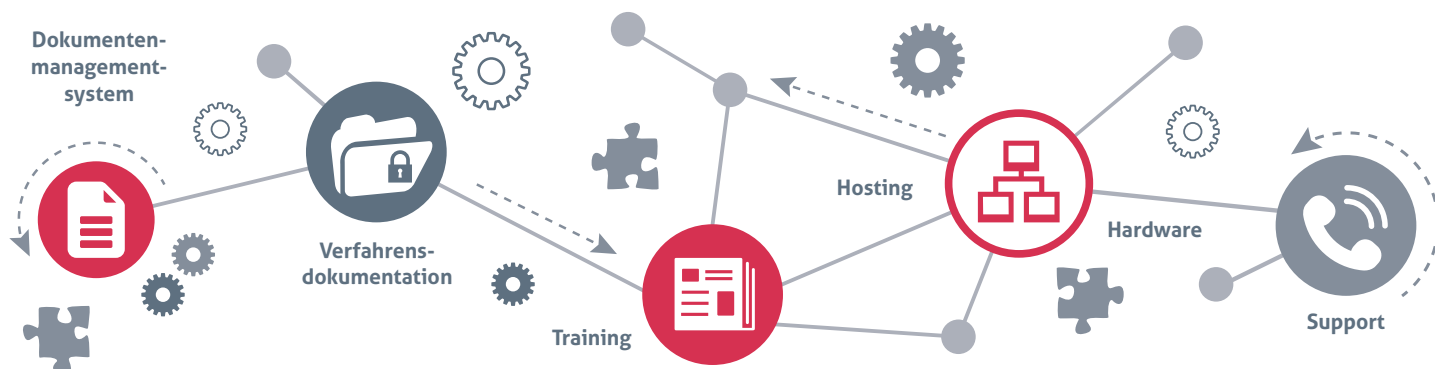 Dokumenten-
management-
system
Verfahrens-
dokumentation
Training
Hosting
Hardware
Support